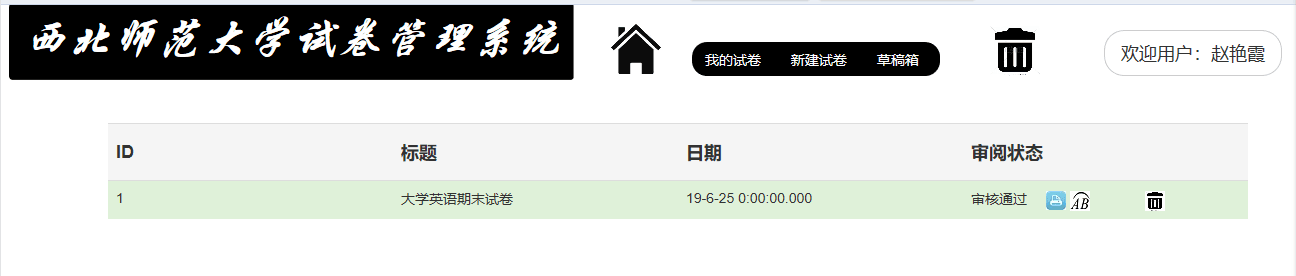 西北师范大学试卷管理系统
我的试卷 新建试卷 草稿箱
欢迎用户：赵艳霞
ID 标题 日期 审阅状态
1 大学英语期末试卷 19-6-25 0:00:00.000 审核通过 AB